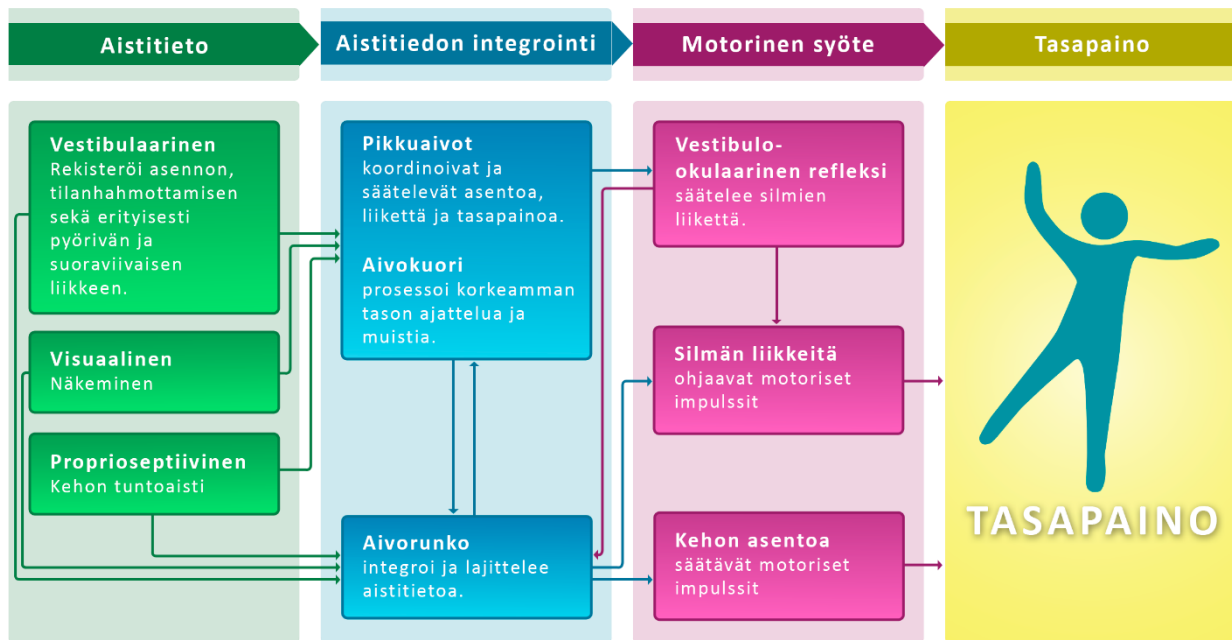 Aistitieto
Aistitiedon integrointi
Motorinen syöte
Tasapaino
Vestibulaarinen
Rekisteröi asennon,
tilanhahmottamisen
sekä erityisesti
pyörivän ja
suoraviivaisen
liikkeen.
Visuaalinen
Näkeminen
Proprioseptiivinen
Kehon tuntoaisti
Pikkuaivot
koordinoivat ja
säätelevät asentoa,
liikettä ja tasapainoa.
Aivokuori
prosessoi korkeamman
tason ajattelua ja
muistia.
Aivorunko
integroi ja lajittelee
aistitietoa.
Vestibulo-
okulaarinen refleksi
säätelee silmien
liikettä.
Silmän liikkeitä
ohjaavat motoriset
impulssit
Kehon asentoa
säätävät motoriset
impulssit
TASAPAINO